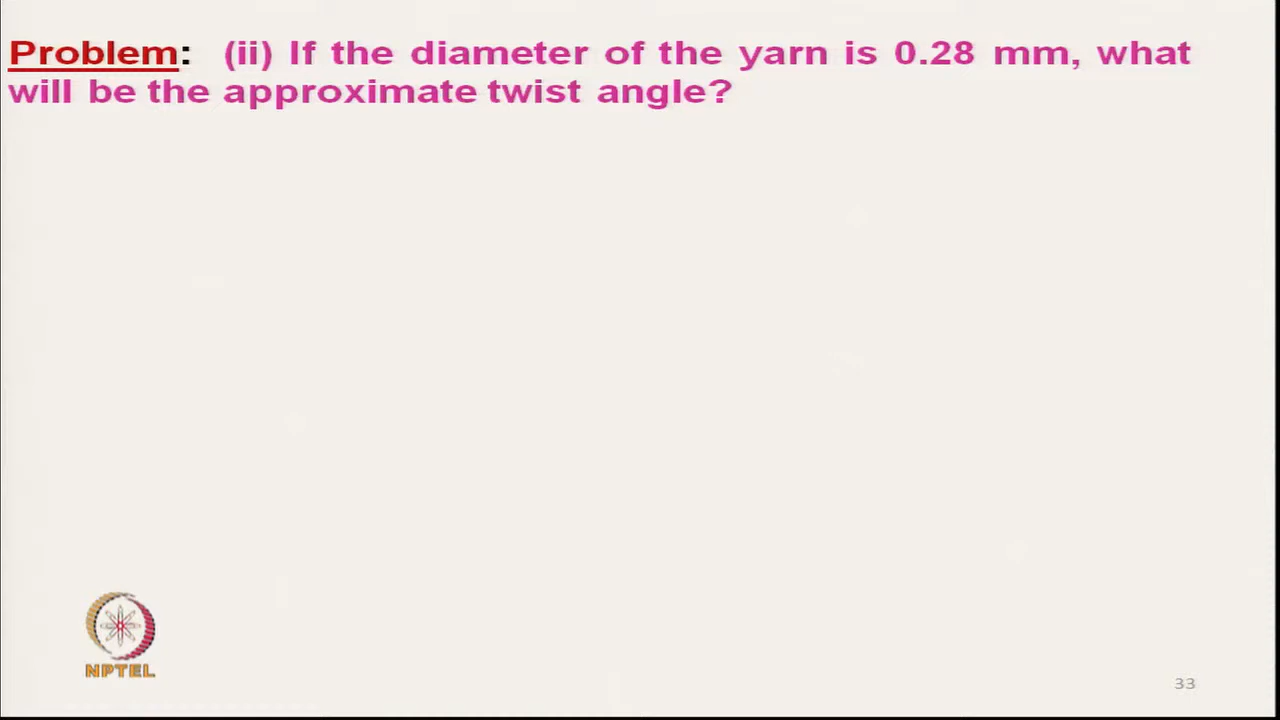 Problem: (ii) If the diameter of the yarn is 0.28 mm, what
will be the approximate twist angle?
NPTEL
33